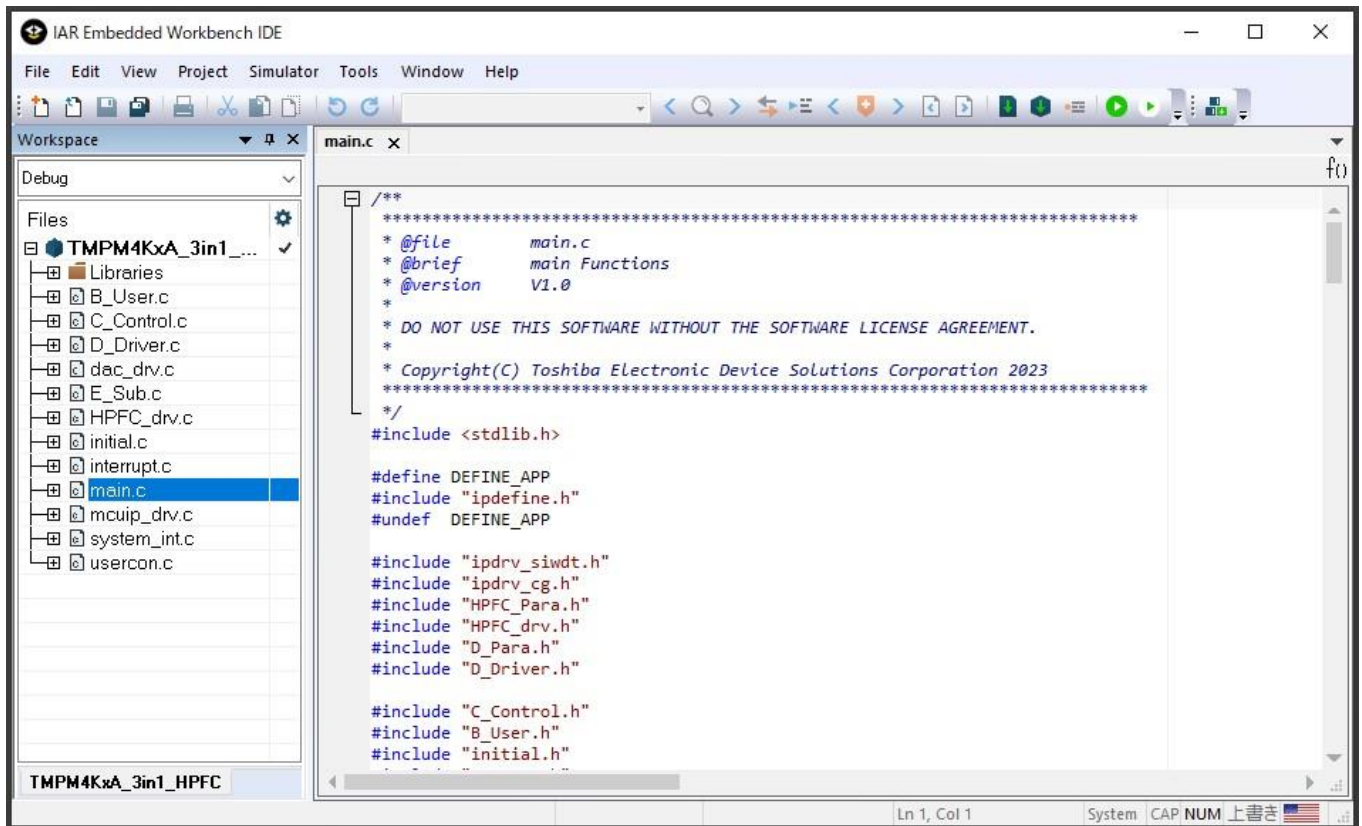 IAR Embedded Workbench IDE
File Edit View Project Simulator Tools Window Help
Workspace
Debug
Files
TMPM4KxA_3in1_...
Libraries
B_User.c
C_Control.c
D_Driver.c
dac_drv.c
E_Sub.c
HPFC_drv.c
initial.c
interrupt.c
main.c
mcuip_drv.c
system_int.c
usercon.c
TMPM4KxA_3in1_HPFC
main.c
f()
/**
*****************************************************************************
* @file main.c
* @brief main Functions
* @version V1.0
*
* DO NOT USE THIS SOFTWARE WITHOUT THE SOFTWARE LICENSE AGREEMENT.
*
* Copyright(C) Toshiba Electronic Device Solutions Corporation 2023
******************************************************************************
*/
#include <stdlib.h>
#define DEFINE_APP
#include "ipdefine.h"
#undef DEFINE_APP
#include "ipdrv_siwdt.h"
#include "ipdrv_cg.h"
#include "HPFC_Para.h"
#include "HPFC_drv.h"
#include "D_Para.h"
#include "D_Driver.h"
#include "C_Control.h"
#include "B_User.h"
#include "initial.h"
Ln 1, Col 1 System CAP NUM 上書き